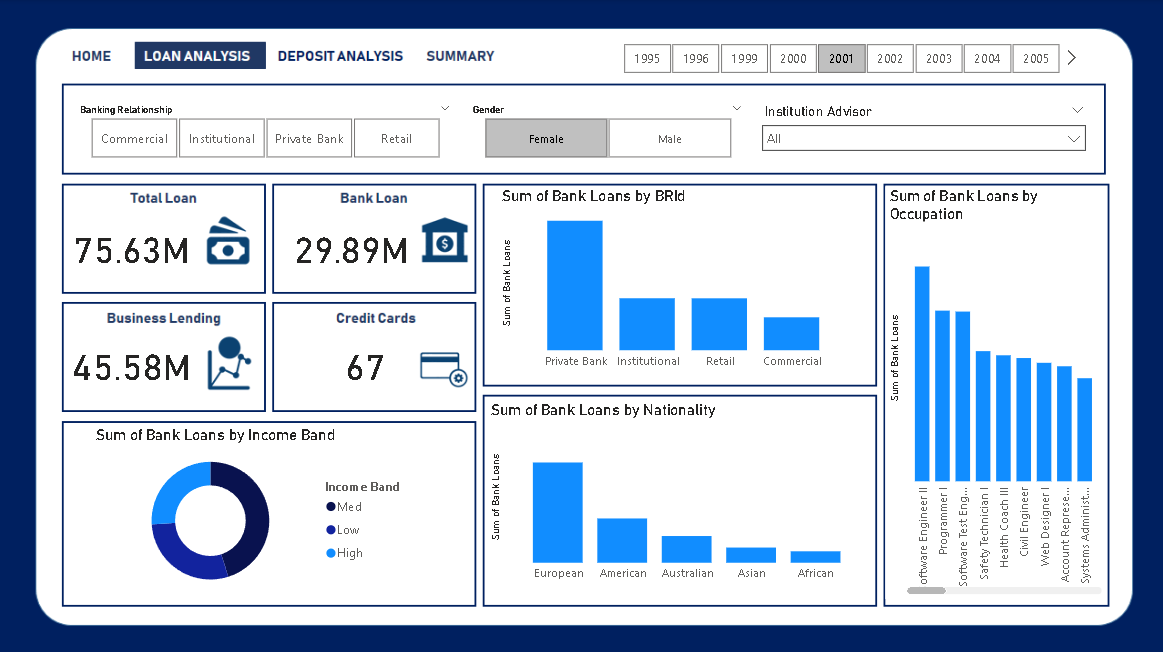 HOME LOAN ANALYSIS DEPOSIT ANALYSIS SUMMARY
1995 1996 1999 2000 2001 2002 2003 2004 2005
Banking Relationship
Commercial Institutional Private Bank Retail
Gender
Female Male
Institution Advisor
All
Total Loan
75.63M
Bank Loan
29.89M
Business Lending
45.58M
Credit Cards
67
Sum of Bank Loans by Income Band
Income Band
Med
Low
High
Sum of Bank Loans by BRId
Sum of Bank Loans
Private Bank Institutional Retail Commercial
Sum of Bank Loans by Nationality
Sum of Bank Loans
European American Australian Asian African
Sum of Bank Loans by
Occupation
Sum of Bank Loans
oftware Engineer II
Programmer I
Software Test Eng...
Safety Technician I
Health Coach III
Civil Engineer
Web Designer I
Account Represe...
Systems Administ...